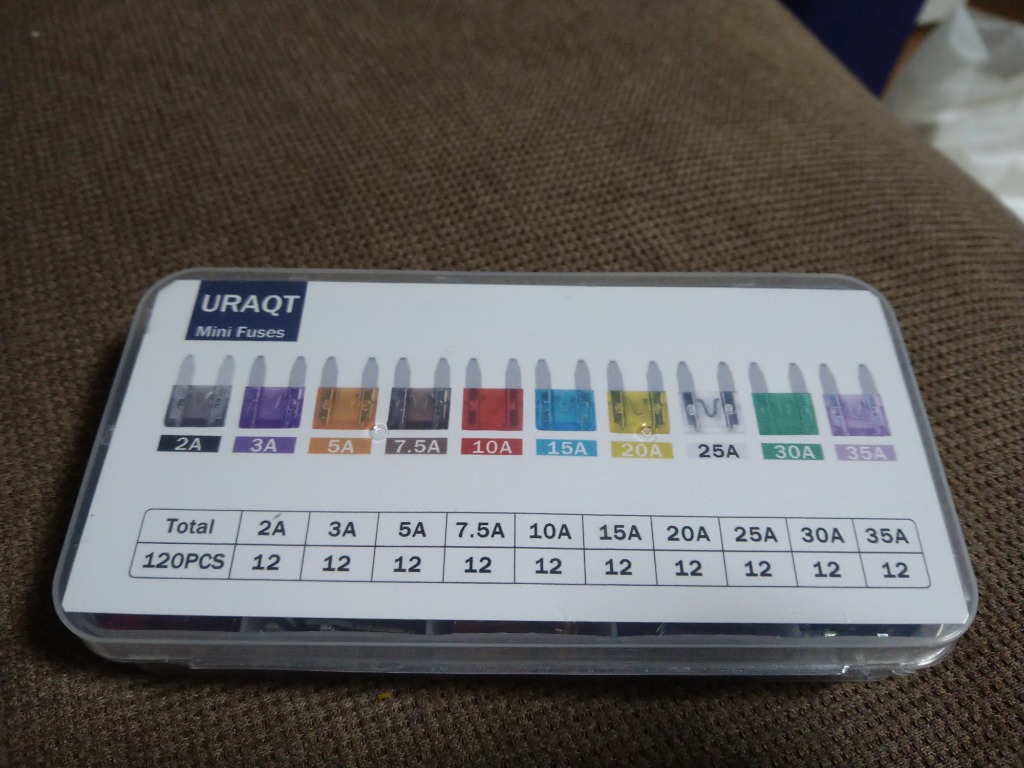 URAQT
Mini Fuses
2A 3A 5A 7.5A 10A 15A 20A 25A 30A 35A
Total 2A 3A 5A 7.5A 10A 15A 20A 25A 30A 35A
120PCS 12 12 12 12 12 12 12 12 12 12